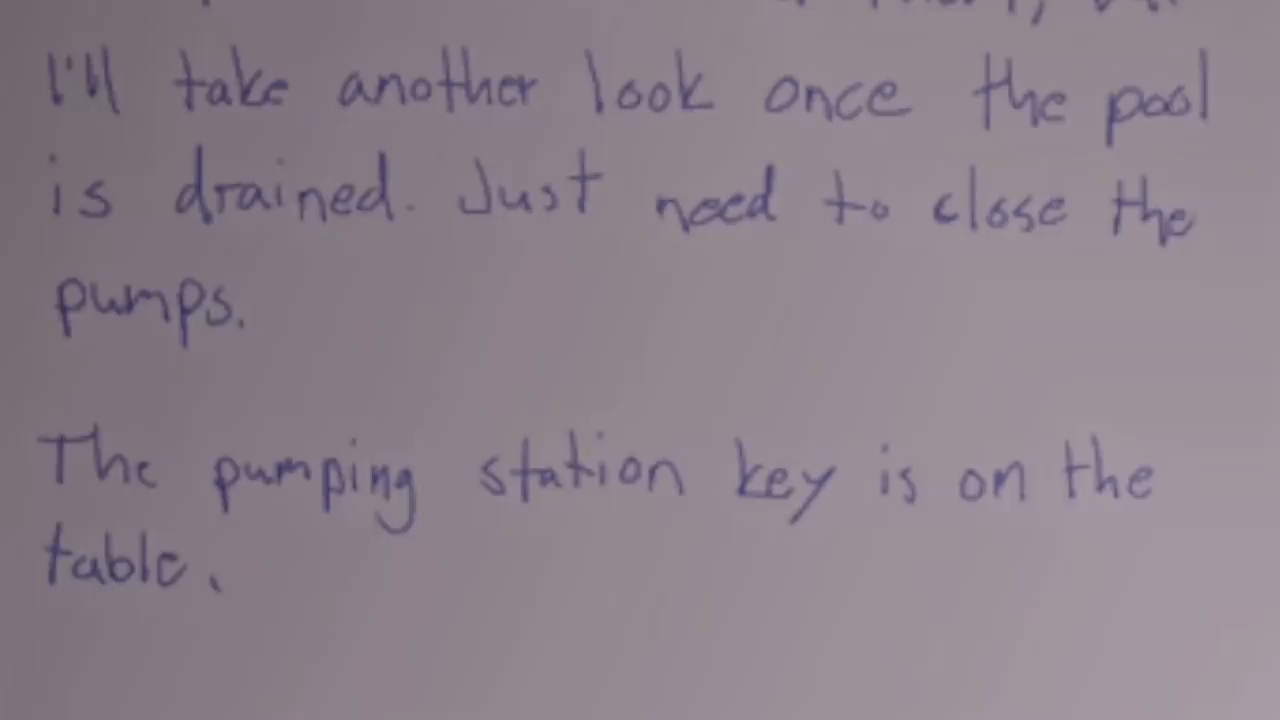 I'll take another look once the pool
is drained. Just need to close the
pumps.
The pumping station key is on the
table.